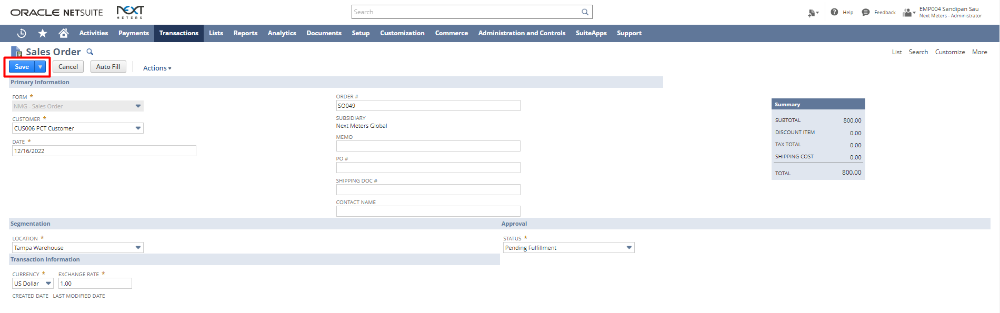 ORACLE NETSUITE
NEXT
METERS
Search
Help
Feedback
EMP004 Sandipan Sau
Next Meters - Administrator
Activities Payments Transactions Lists Reports Analytics Documents Setup Customization Commerce Administration and Controls SuiteApps Support
Sales Order
List Search Customize More
Save Cancel Auto Fill Actions
Primary Information
FORM *
NMG - Sales Order
CUSTOMER *
CUS006 PCT Customer
DATE *
12/16/2022
ORDER #
SO049
SUBSIDIARY
Next Meters Global
MEMO
PO #
SHIPPING DOC #
CONTACT NAME
Summary
SUBTOTAL 800.00
DISCOUNT ITEM 0.00
TAX TOTAL 0.00
SHIPPING COST 0.00
TOTAL 800.00
Segmentation
LOCATION *
Tampa Warehouse
Approval
STATUS *
Pending Fulfillment
Transaction Information
CURRENCY * EXCHANGE RATE *
US Dollar 1.00
CREATED DATE LAST MODIFIED DATE